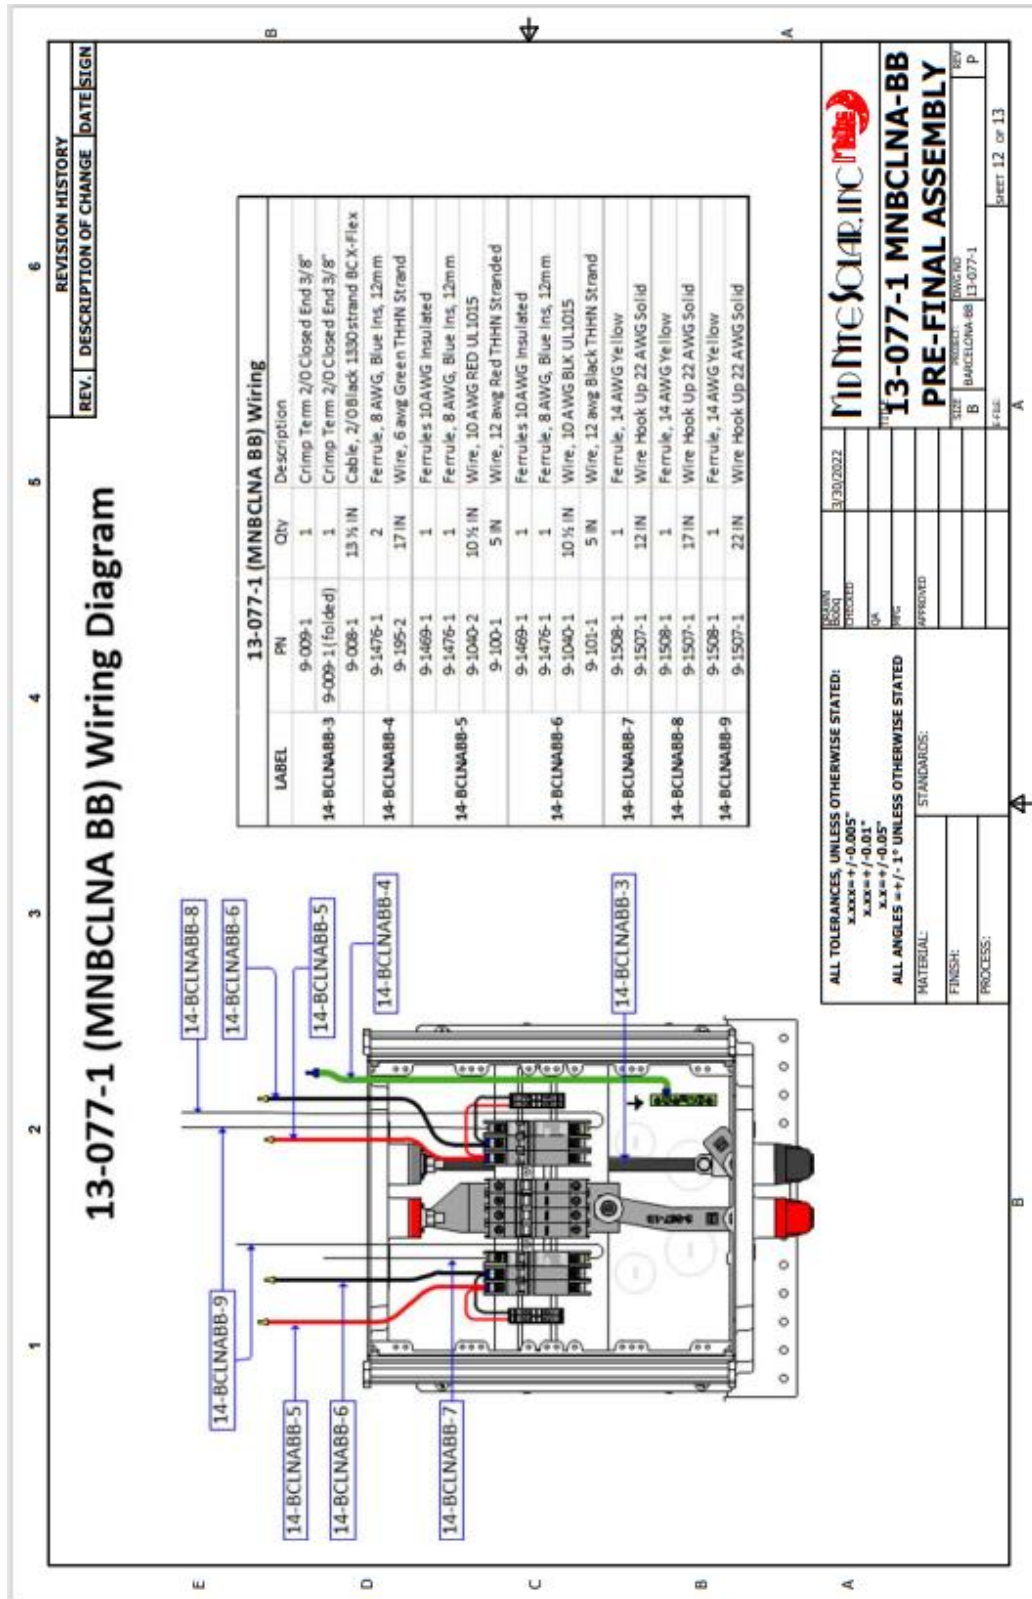 REVISION HISTORY
REV. DESCRIPTION OF CHANGE DATE SIGN
13-077-1 (MNBCLNA BB) Wiring Diagram
1 2 3 4 5 6
E
D
C
B
A
14-BCLNABB-9
14-BCLNABB-5
14-BCLNABB-6
14-BCLNABB-7
14-BCLNABB-8
14-BCLNABB-6
14-BCLNABB-5
14-BCLNABB-4
14-BCLNABB-3
13-077-1 (MNBCLNA BB) Wiring
LABEL PN Qty Description
14-BCLNABB-3 9-009-1 1 Crimp Term 2/0 Closed End 3/8"
9-009-1 (folded) 1 Crimp Term 2/0 Closed End 3/8"
9-008-1 13 ½ IN Cable, 2/0 Black 1330 strand BC X-Flex
14-BCLNABB-4 9-1476-1 2 Ferrule, 8 AWG, Blue Ins, 12mm
9-195-2 17 IN Wire, 6 awg Green THHN Strand
14-BCLNABB-5 9-1469-1 1 Ferrules 10 AWG Insulated
9-1476-1 1 Ferrule, 8 AWG, Blue Ins, 12mm
9-1040-2 10 ½ IN Wire, 10 AWG RED UL1015
9-100-1 5 IN Wire, 12 awg Red THHN Stranded
14-BCLNABB-6 9-1469-1 1 Ferrules 10 AWG Insulated
9-1476-1 1 Ferrule, 8 AWG, Blue Ins, 12mm
9-1040-1 10 ½ IN Wire, 10 AWG BLK UL1015
9-101-1 5 IN Wire, 12 awg Black THHN Strand
14-BCLNABB-7 9-1508-1 1 Ferrule, 14 AWG Yellow
9-1507-1 12 IN Wire Hook Up 22 AWG Solid
14-BCLNABB-8 9-1508-1 1 Ferrule, 14 AWG Yellow
9-1507-1 17 IN Wire Hook Up 22 AWG Solid
14-BCLNABB-9 9-1508-1 1 Ferrule, 14 AWG Yellow
9-1507-1 22 IN Wire Hook Up 22 AWG Solid
ALL TOLERANCES, UNLESS OTHERWISE STATED:
x.xxx=+/-0.005"
x.xx=+/-0.01"
x.x=+/-0.05"
ALL ANGLES =+/- 1° UNLESS OTHERWISE STATED
MATERIAL:
FINISH:
PROCESS:
STANDARDS:
DRAWN
3/30/2022
CHECKED
QA
MFG
APPROVED
MIDNITE SOLAR, INC
TITLE
13-077-1 MNBCLNA-BB
PRE-FINAL ASSEMBLY
SIZE B
PROJECT: BARCELONA-BB
DWG NO 13-077-1
REV P
SHEET 12 OF 13
B
A
B
A